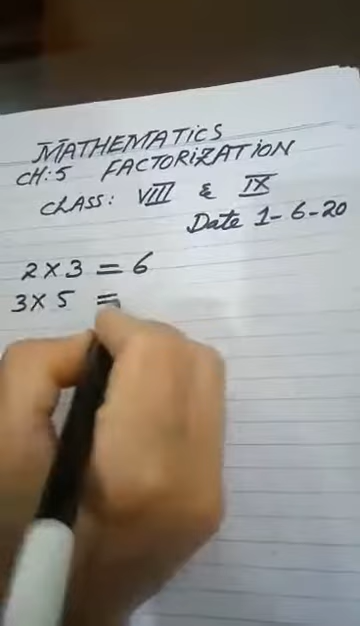 MATHEMATICS
CH:5 FACTORIZATION
CLASS: VIII & IX
Date 1-6-20
2×3 = 6
3×5 =